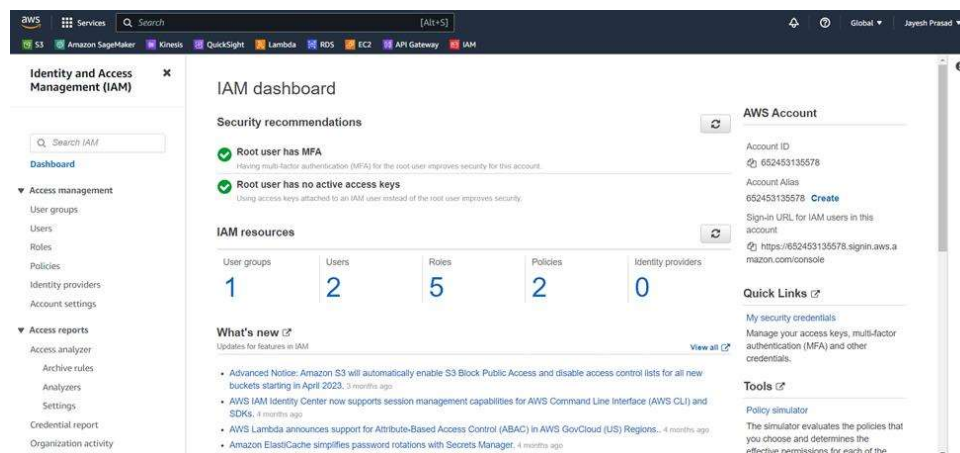 aws
Services
Search
[Alt+S]
Global
Jayesh Prasad
S3
Amazon SageMaker
Kinesis
QuickSight
Lambda
RDS
EC2
API Gateway
IAM
Identity and Access
Management (IAM)
Search IAM
Dashboard
Access management
User groups
Users
Roles
Policies
Identity providers
Account settings
Access reports
Access analyzer
Archive rules
Analyzers
Settings
Credential report
Organization activity
IAM dashboard
Security recommendations
Root user has MFA
Having multi-factor authentication (MFA) for the root user improves security for this account.
Root user has no active access keys
Using access keys attached to an IAM user instead of the root user improves security.
IAM resources
User groups
1
Users
2
Roles
5
Policies
2
Identity providers
0
What's new
Updates for features in IAM
View all
Advanced Notice: Amazon S3 will automatically enable S3 Block Public Access and disable access control lists for all new
buckets starting in April 2023. 3 months ago
AWS IAM Identity Center now supports session management capabilities for AWS Command Line Interface (AWS CLI) and
SDKs. 4 months ago
AWS Lambda announces support for Attribute-Based Access Control (ABAC) in AWS GovCloud (US) Regions.. 4 months ago
Amazon ElastiCache simplifies password rotations with Secrets Manager. 4 months ago
AWS Account
Account ID
652453135578
Account Alias
652453135578 Create
Sign-in URL for IAM users in this
account
https://652453135578.signin.aws.a
mazon.com/console
Quick Links
My security credentials
Manage your access keys, multi-factor
authentication (MFA) and other
credentials.
Tools
Policy simulator
The simulator evaluates the policies that
you choose and determines the
effective permissions for each of the